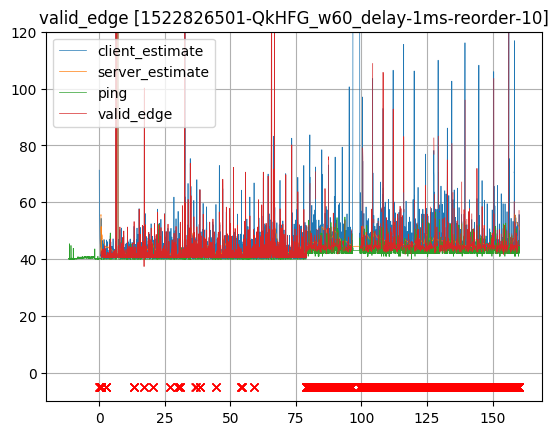 valid_edge [1522826501-QkHFG_w60_delay-1ms-reorder-10]
client_estimate
server_estimate
ping
valid_edge
120
100
80
60
40
20
0
0 25 50 75 100 125 150